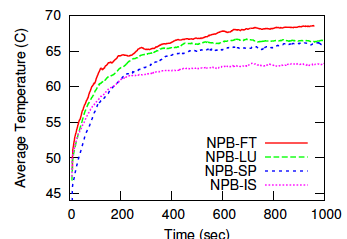 70
65
60
55
50
45
Average Temperature (C)
NPB-FT
NPB-LU
NPB-SP
NPB-IS
0 200 400 600 800 1000
Time (sec)